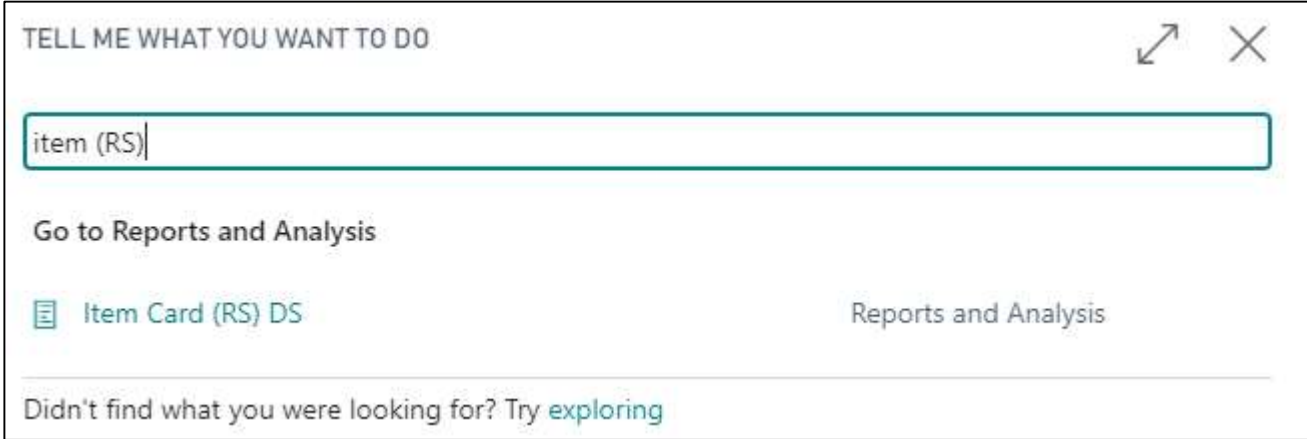 TELL ME WHAT YOU WANT TO DO
item (RS)
Go to Reports and Analysis
Item Card (RS) DS Reports and Analysis
Didn't find what you were looking for? Try exploring